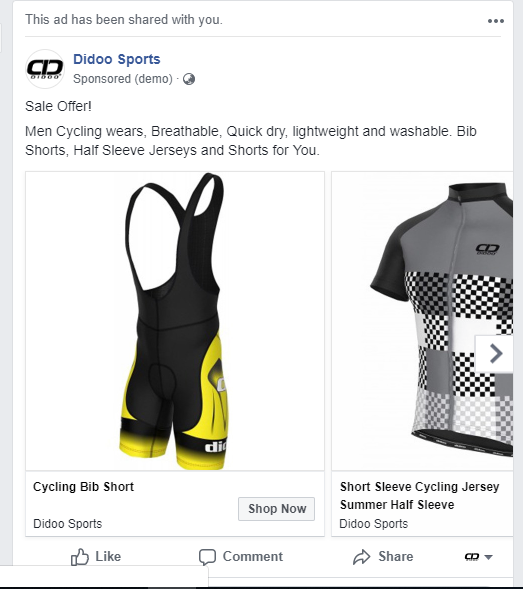 This ad has been shared with you.
DIDOO
Didoo Sports
Sponsored (demo) ·
Sale Offer!
Men Cycling wears, Breathable, Quick dry, lightweight and washable. Bib
Shorts, Half Sleeve Jerseys and Shorts for You.
Cycling Bib Short
Shop Now
Didoo Sports
Short Sleeve Cycling Jersey
Summer Half Sleeve
Didoo Sports
Like
Comment
Share